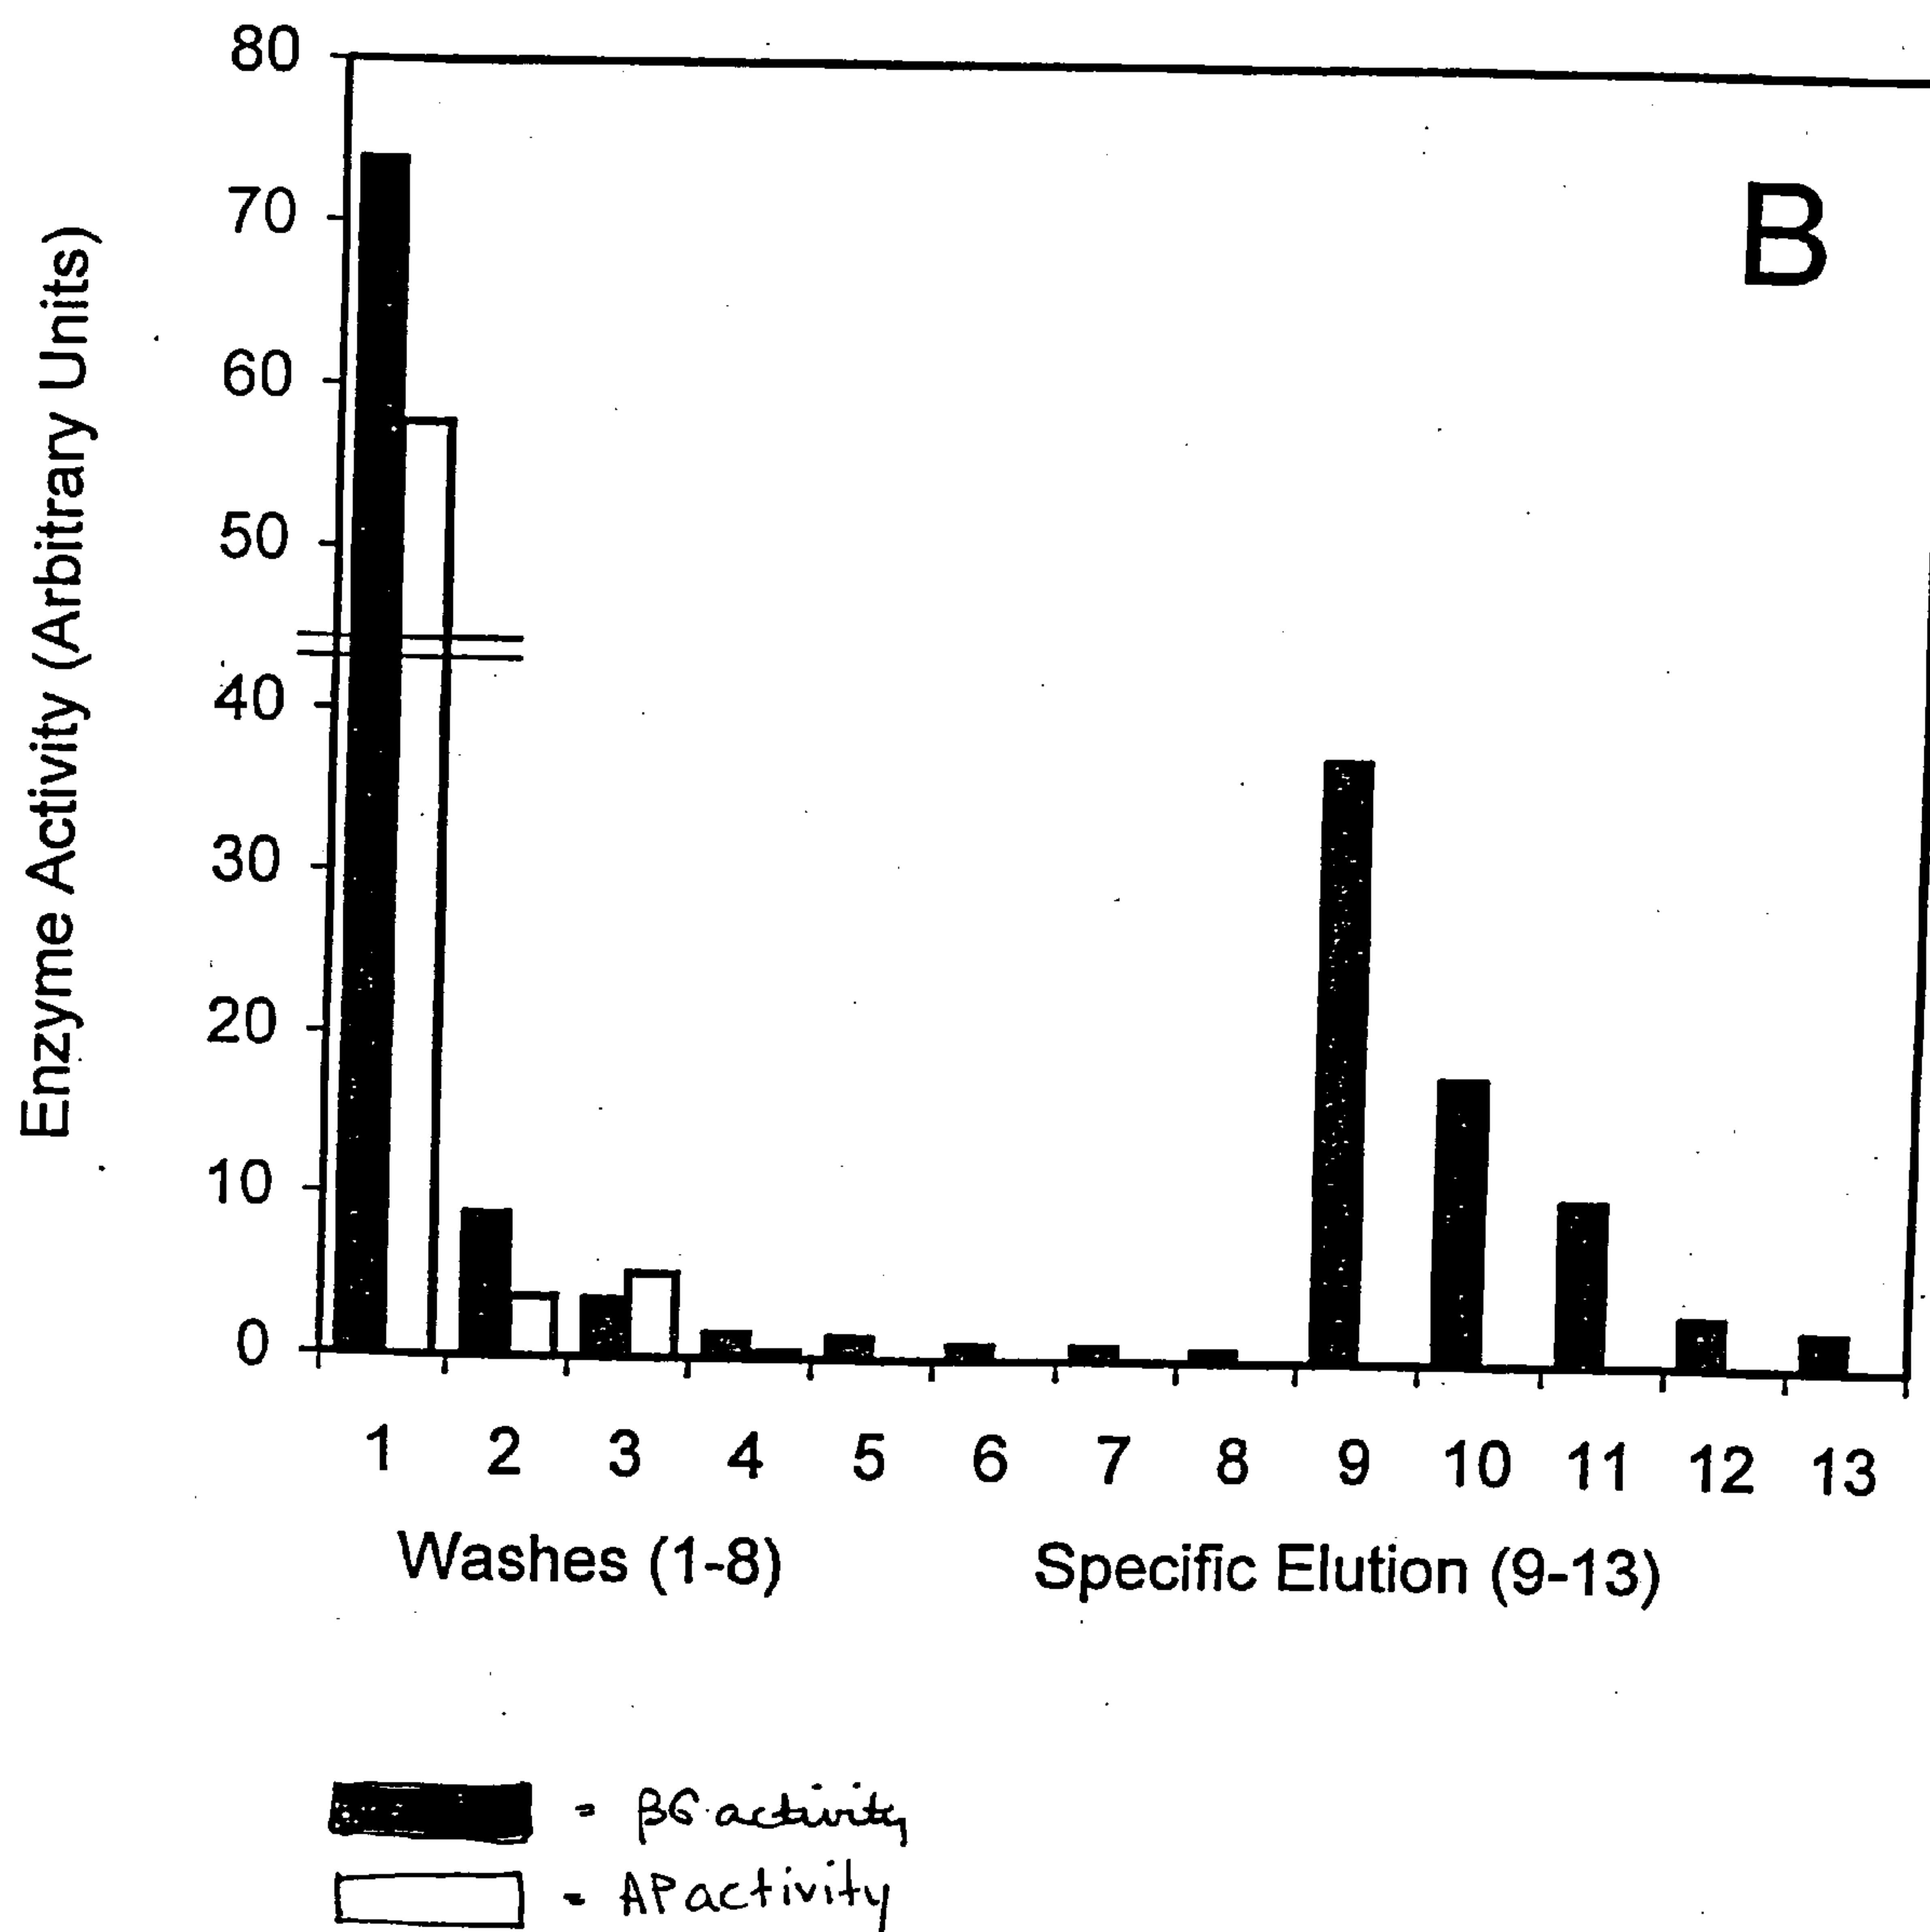 80
70
60
50
40
30
20
10
0
Enzyme Activity (Arbitrary Units)
B
1 2 3 4 5 6 7 8 9 10 11 12 13
Washes (1-8) Specific Elution (9-13)
= βG activity
= AP activity